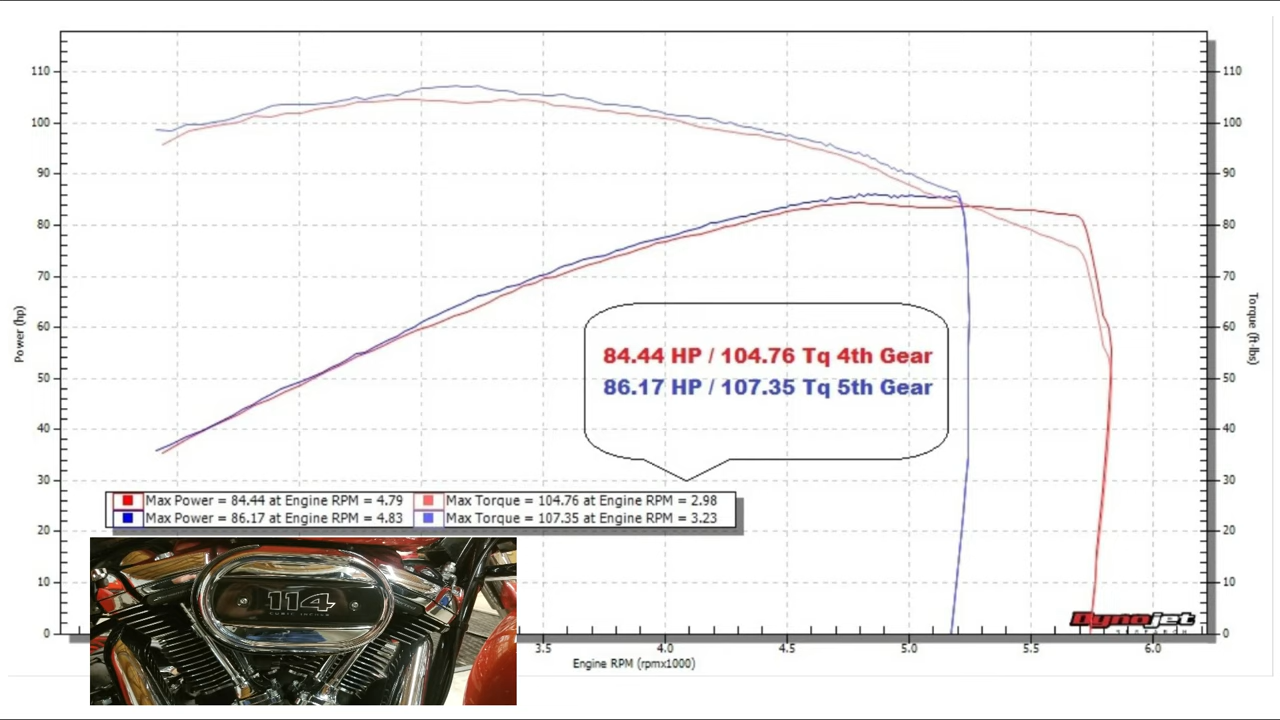 110
100
90
80
70
60
50
40
30
20
10
0
Power (hp)
84.44 HP / 104.76 Tq 4th Gear
86.17 HP / 107.35 Tq 5th Gear
Max Power = 84.44 at Engine RPM = 4.79 Max Torque = 104.76 at Engine RPM = 2.98
Max Power = 86.17 at Engine RPM = 4.83 Max Torque = 107.35 at Engine RPM = 3.23
110
100
90
80
70
60
50
40
30
20
10
0
Torque (ft-lbs)
Dynojet
RESEARCH
3.5 4.0 4.5 5.0 5.5 6.0
Engine RPM (rpmx1000)
114
CUBIC INCHES